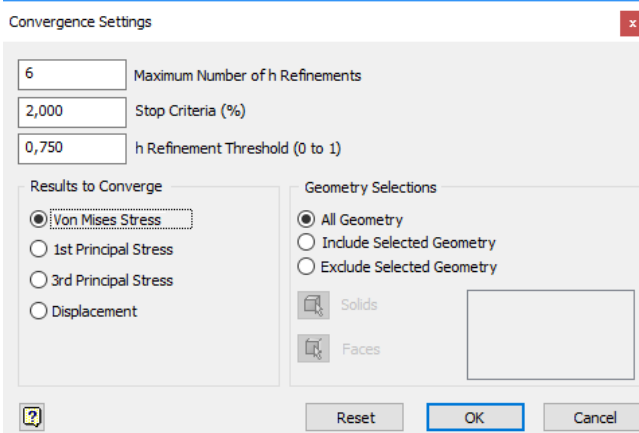 Convergence Settings
x
6 Maximum Number of h Refinements
2,000 Stop Criteria (%)
0,750 h Refinement Threshold (0 to 1)
Results to Converge
Von Mises Stress
1st Principal Stress
3rd Principal Stress
Displacement
Geometry Selections
All Geometry
Include Selected Geometry
Exclude Selected Geometry
Solids
Faces
?
Reset OK Cancel